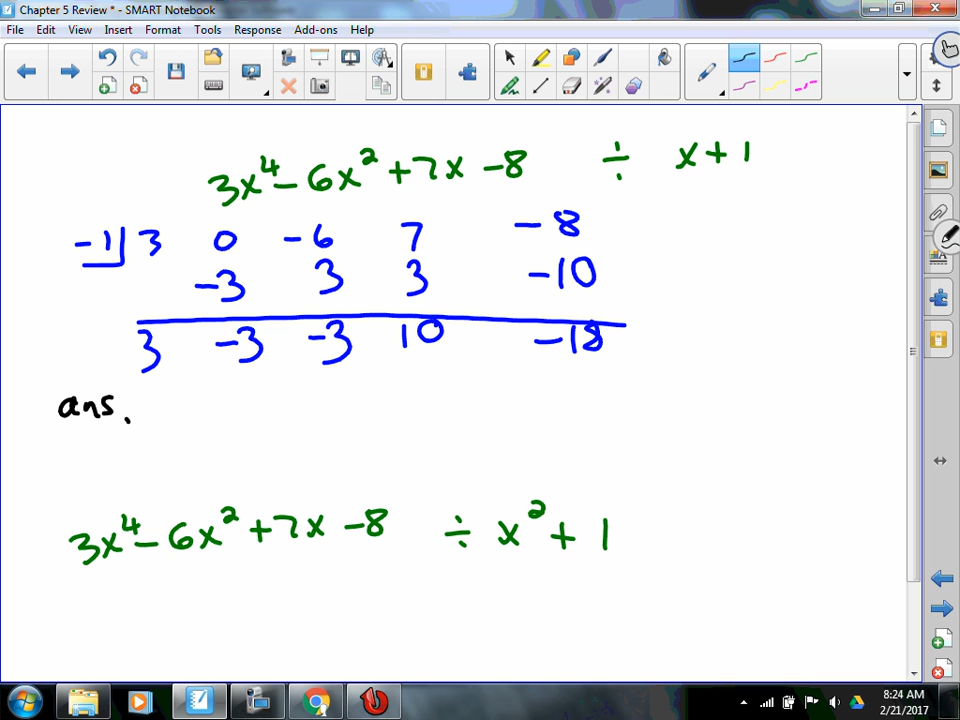 Chapter 5 Review * - SMART Notebook
File Edit View Insert Format Tools Response Add-ons Help
3x⁴ - 6x² + 7x - 8 ÷ x + 1
-1 3 0 -6 7 -8
-3 3 3 -10
3 -3 -3 10 -18
ans.
3x⁴ - 6x² + 7x - 8 ÷ x² + 1
8:24 AM
2/21/2017